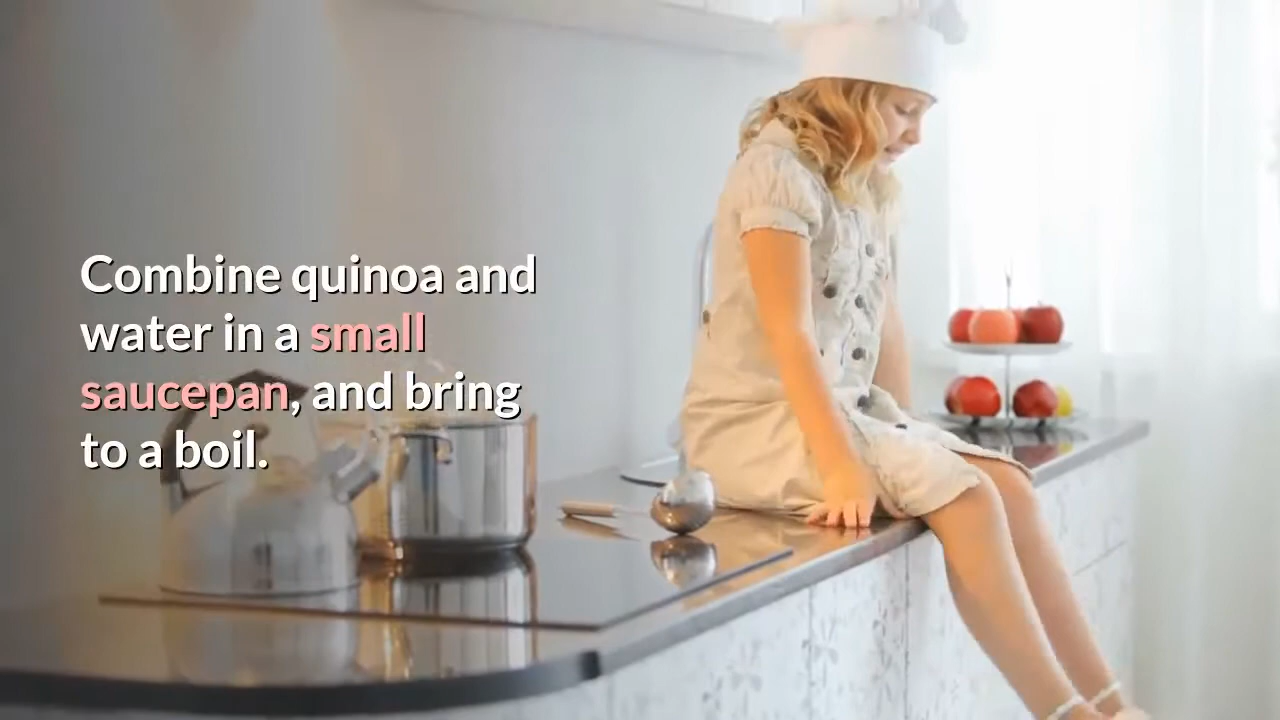 Combine quinoa and
water in a small
saucepan, and bring
to a boil.